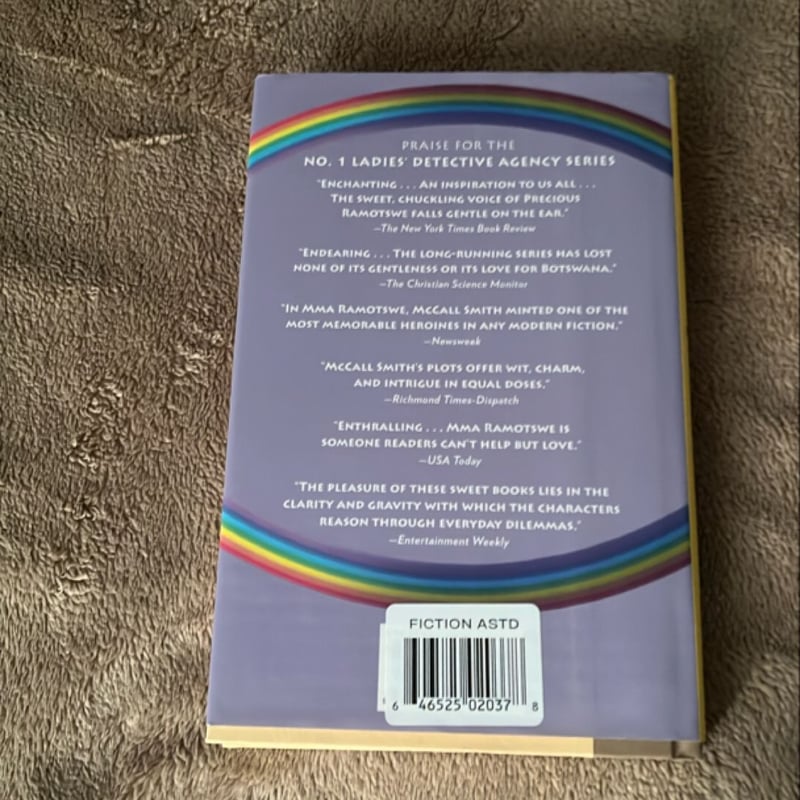 PRAISE FOR THE
NO. 1 LADIES' DETECTIVE AGENCY SERIES
"ENCHANTING . . . AN INSPIRATION TO US ALL . . .
THE SWEET, CHUCKLING VOICE OF PRECIOUS
RAMOTSWE FALLS GENTLE ON THE EAR."
—The New York Times Book Review
"ENDEARING . . . THE LONG-RUNNING SERIES HAS LOST
NONE OF ITS GENTLENESS OR ITS LOVE FOR BOTSWANA."
—The Christian Science Monitor
"IN MMA RAMOTSWE, MCCALL SMITH MINTED ONE OF THE
MOST MEMORABLE HEROINES IN ANY MODERN FICTION."
—Newsweek
"MCCALL SMITH'S PLOTS OFFER WIT, CHARM,
AND INTRIGUE IN EQUAL DOSES."
—Richmond Times-Dispatch
"ENTHRALLING . . . MMA RAMOTSWE IS
SOMEONE READERS CAN'T HELP BUT LOVE."
—USA Today
"THE PLEASURE OF THESE SWEET BOOKS LIES IN THE
CLARITY AND GRAVITY WITH WHICH THE CHARACTERS
REASON THROUGH EVERYDAY DILEMMAS."
—Entertainment Weekly
FICTION ASTD
6 46525 02037 8